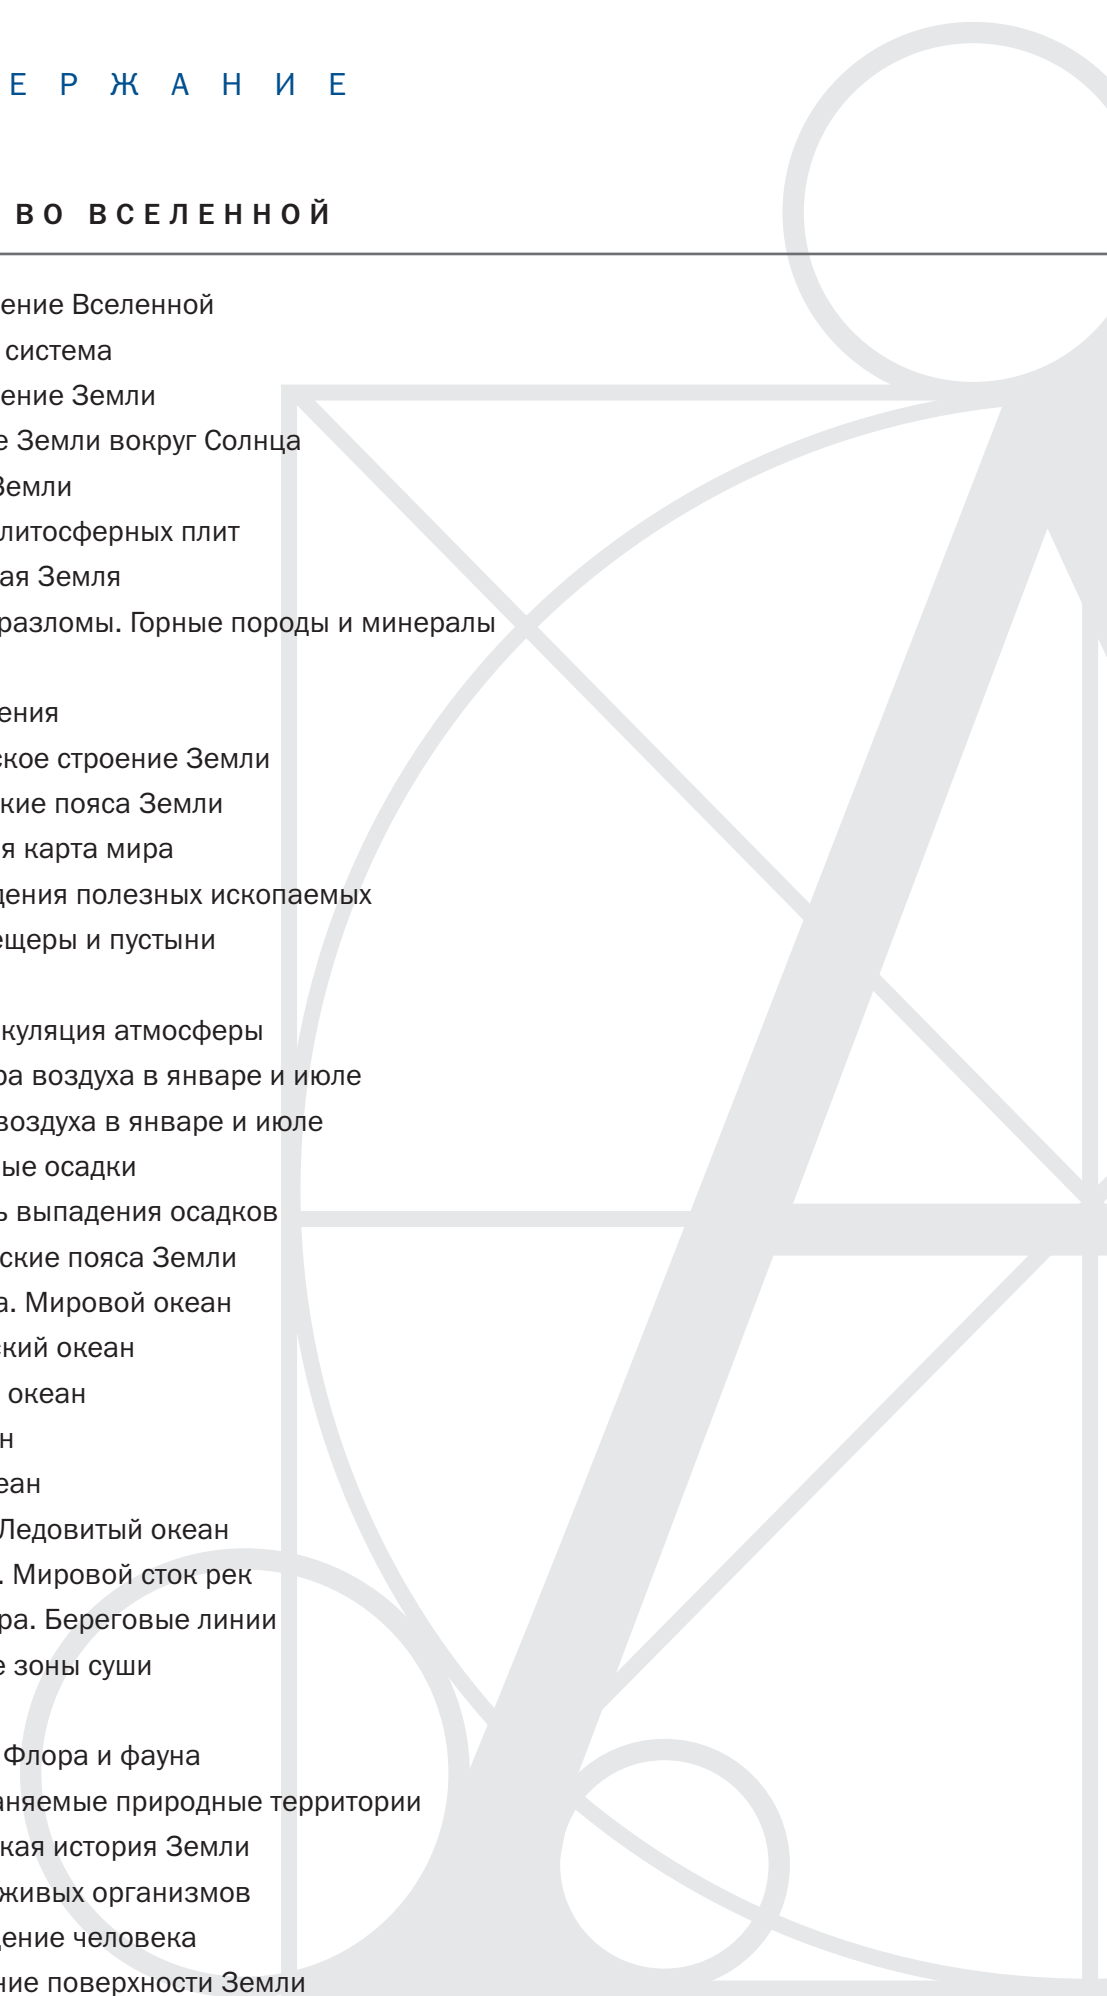 Е Р Ж А Н И Е
ВО ВСЕЛЕННОЙ
ение Вселенной
система
ение Земли
е Земли вокруг Солнца
Земли
литосферных плит
ая Земля
разломы. Горные породы и минералы
ения
ское строение Земли
кие пояса Земли
я карта мира
дения полезных ископаемых
ещеры и пустыни
куляция атмосферы
ра воздуха в январе и июле
воздуха в январе и июле
ые осадки
ь выпадения осадков
ские пояса Земли
а. Мировой океан
ский океан
океан
н
еан
Ледовитый океан
. Мировой сток рек
ра. Береговые линии
е зоны суши
Флора и фауна
аняемые природные территории
кая история Земли
живых организмов
дение человека
ние поверхности Земли